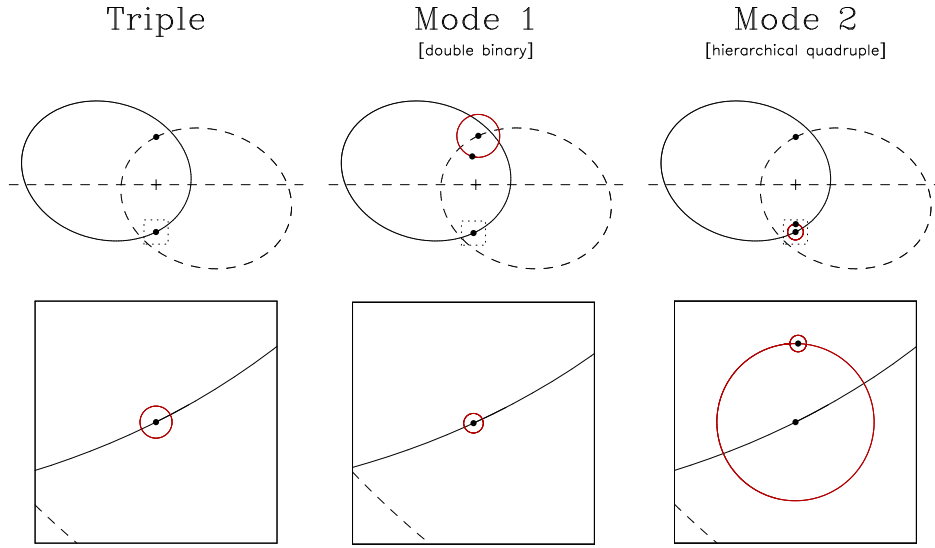 Triple
Mode 1
[double binary]
Mode 2
[hierarchical quadruple]